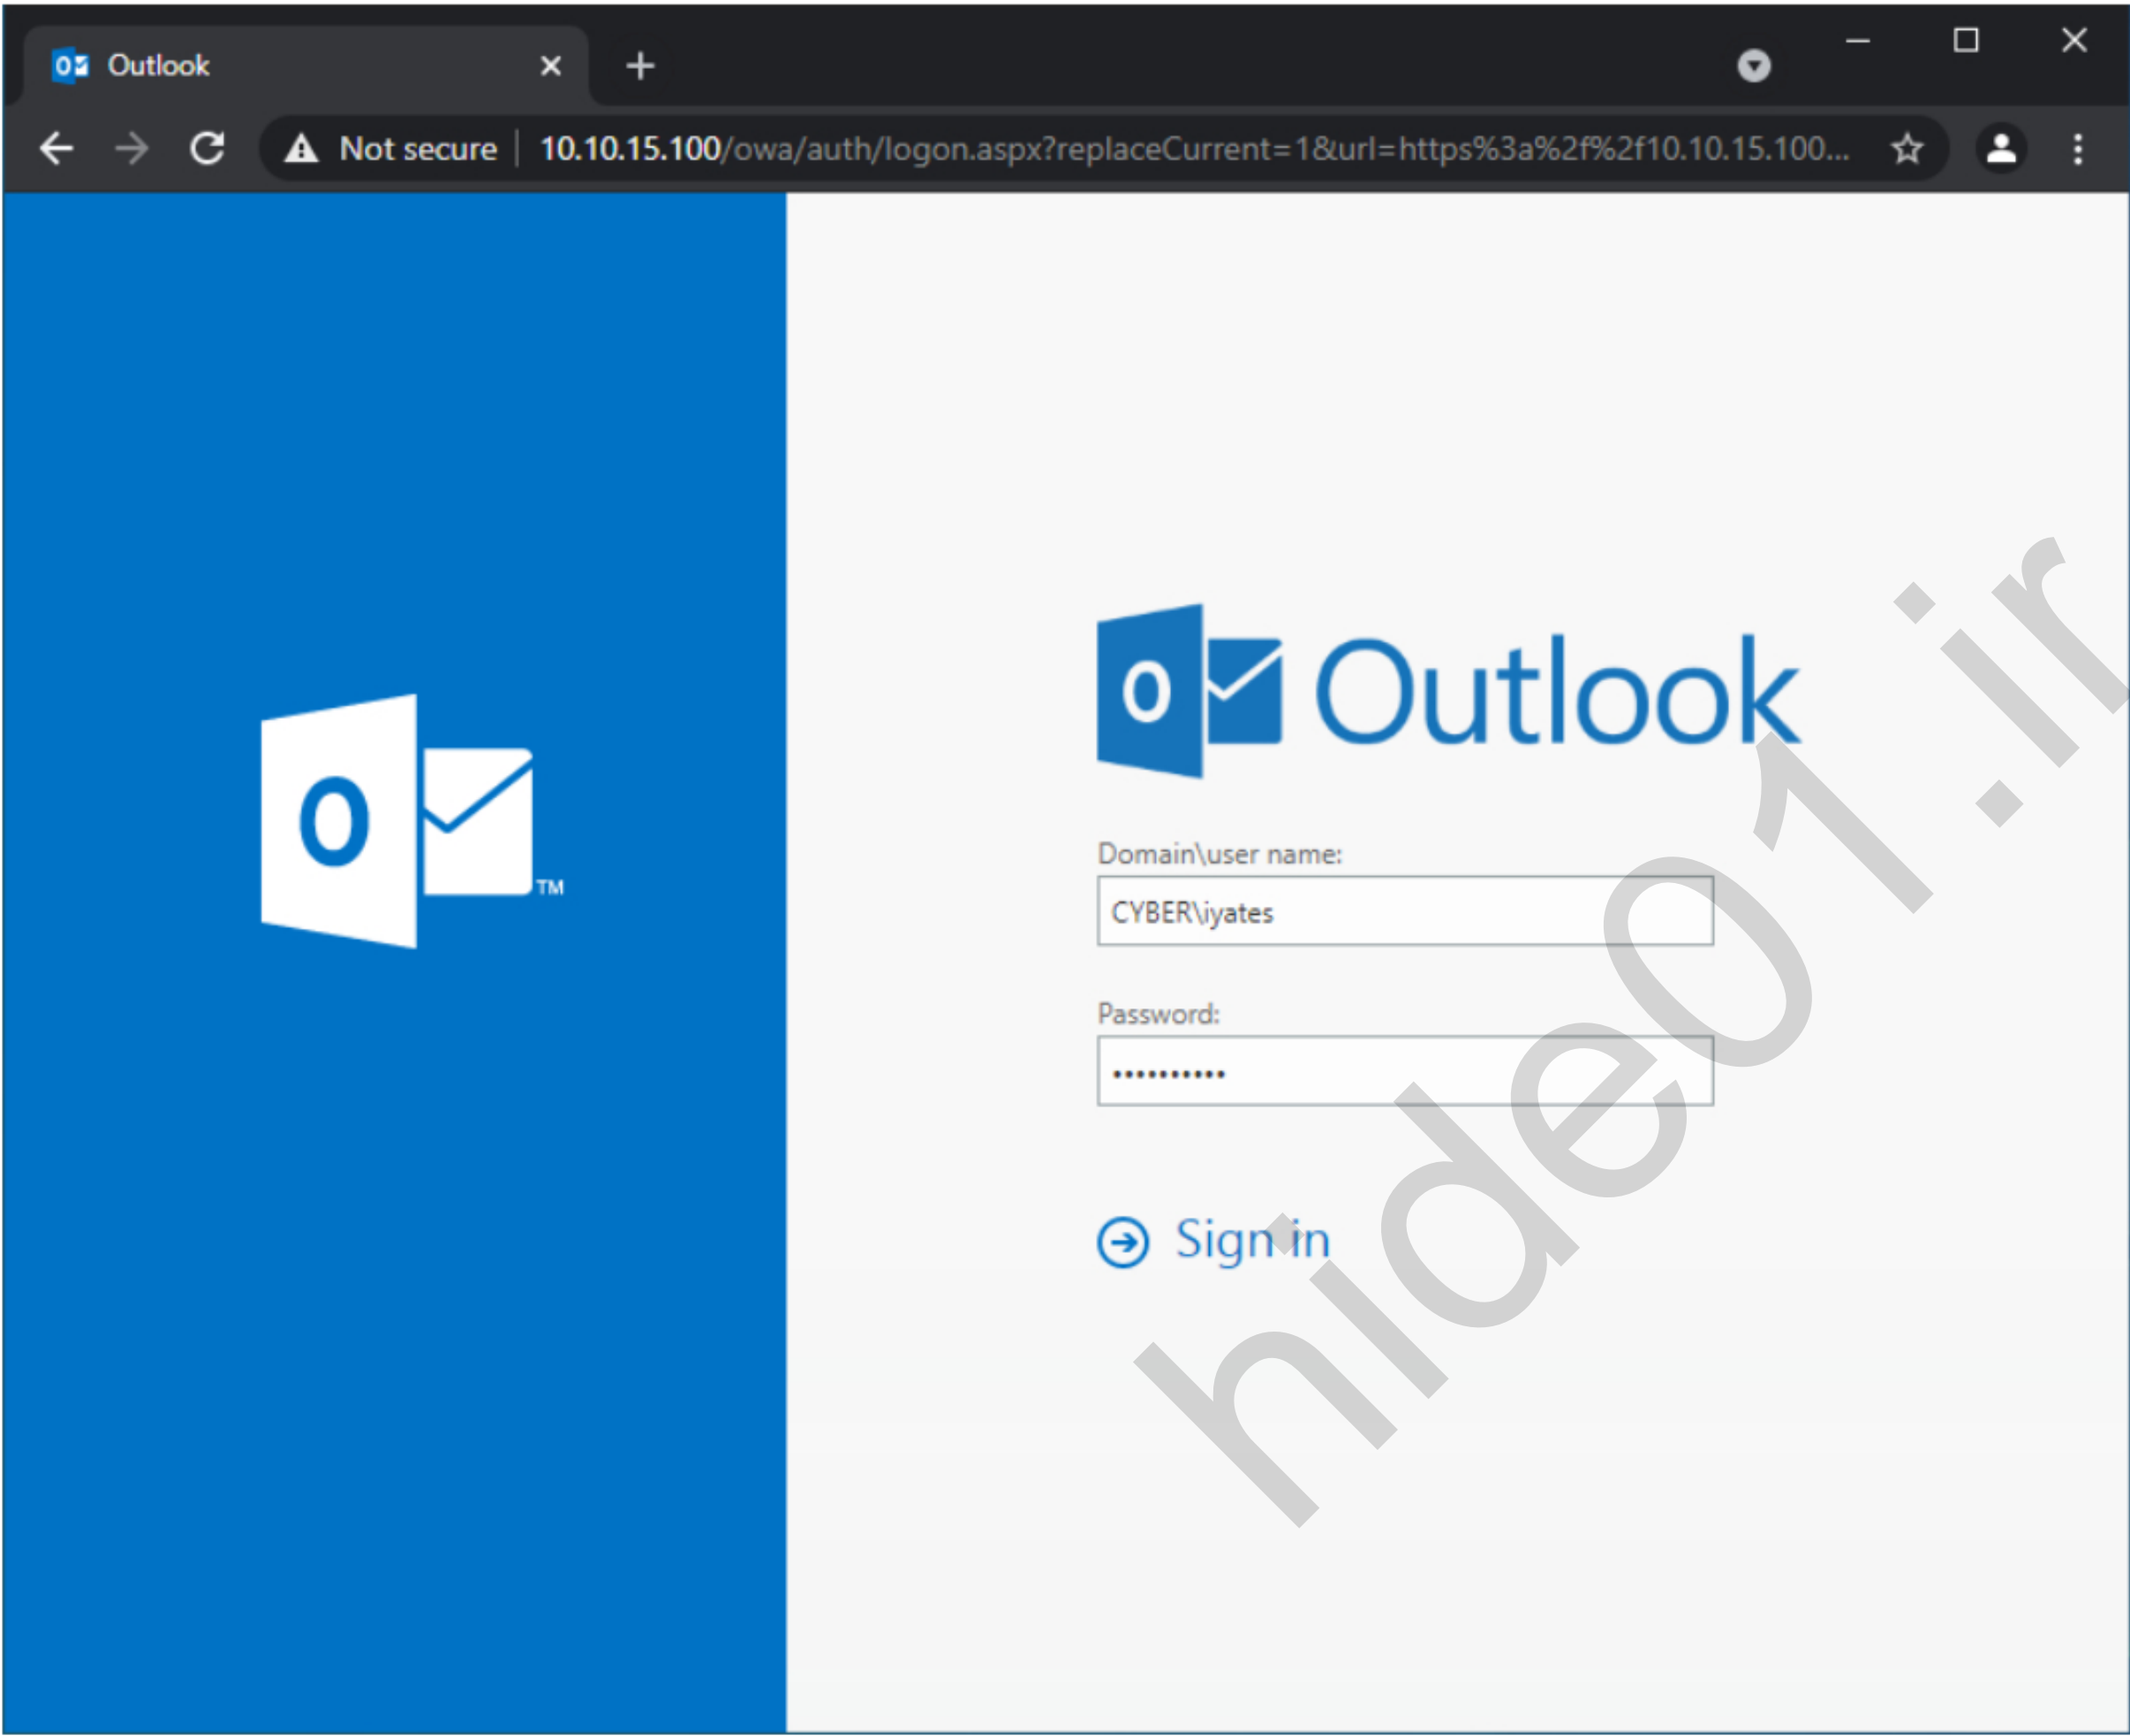 Outlook
Not secure | 10.10.15.100/owa/auth/logon.aspx?replaceCurrent=1&url=https%3a%2f%2f10.10.15.100...
O
TM
O Outlook
Domain\user name:
CYBER\iyates
Password:
••••••••••
Sign in
hide01.ir